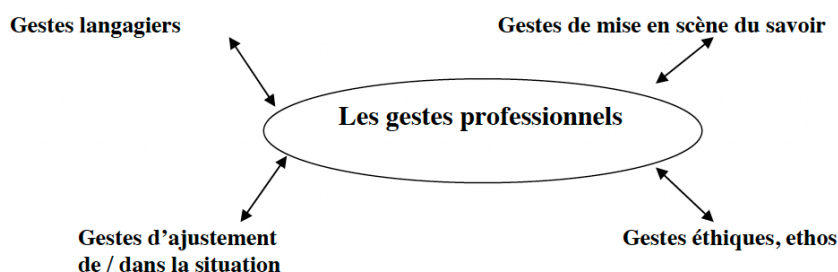 Gestes langagiers
Gestes de mise en scène du savoir
Les gestes professionnels
Gestes d'ajustement
de / dans la situation
Gestes éthiques, ethos